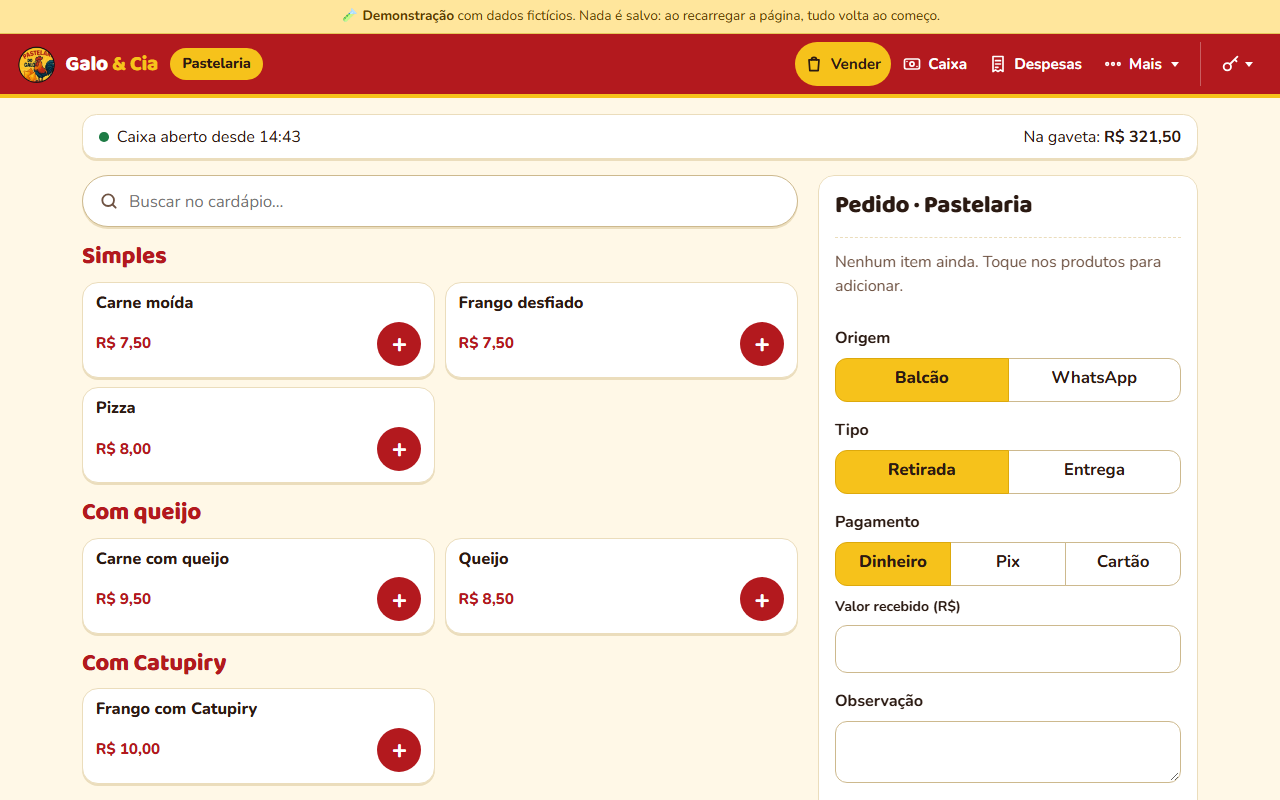 Demonstração com dados fictícios. Nada é salvo: ao recarregar a página, tudo volta ao começo.
Galo & Cia
Pastelaria
Vender
Caixa
Despesas
Mais
Caixa aberto desde 14:43
Na gaveta: R$ 321,50
Buscar no cardápio...
Simples
Carne moída
R$ 7,50
+
Frango desfiado
R$ 7,50
+
Pizza
R$ 8,00
+
Com queijo
Carne com queijo
R$ 9,50
+
Queijo
R$ 8,50
+
Com Catupiry
Frango com Catupiry
R$ 10,00
+
Pedido · Pastelaria
Nenhum item ainda. Toque nos produtos para
adicionar.
Origem
Balcão
WhatsApp
Tipo
Retirada
Entrega
Pagamento
Dinheiro
Pix
Cartão
Valor recebido (R$)
Observação